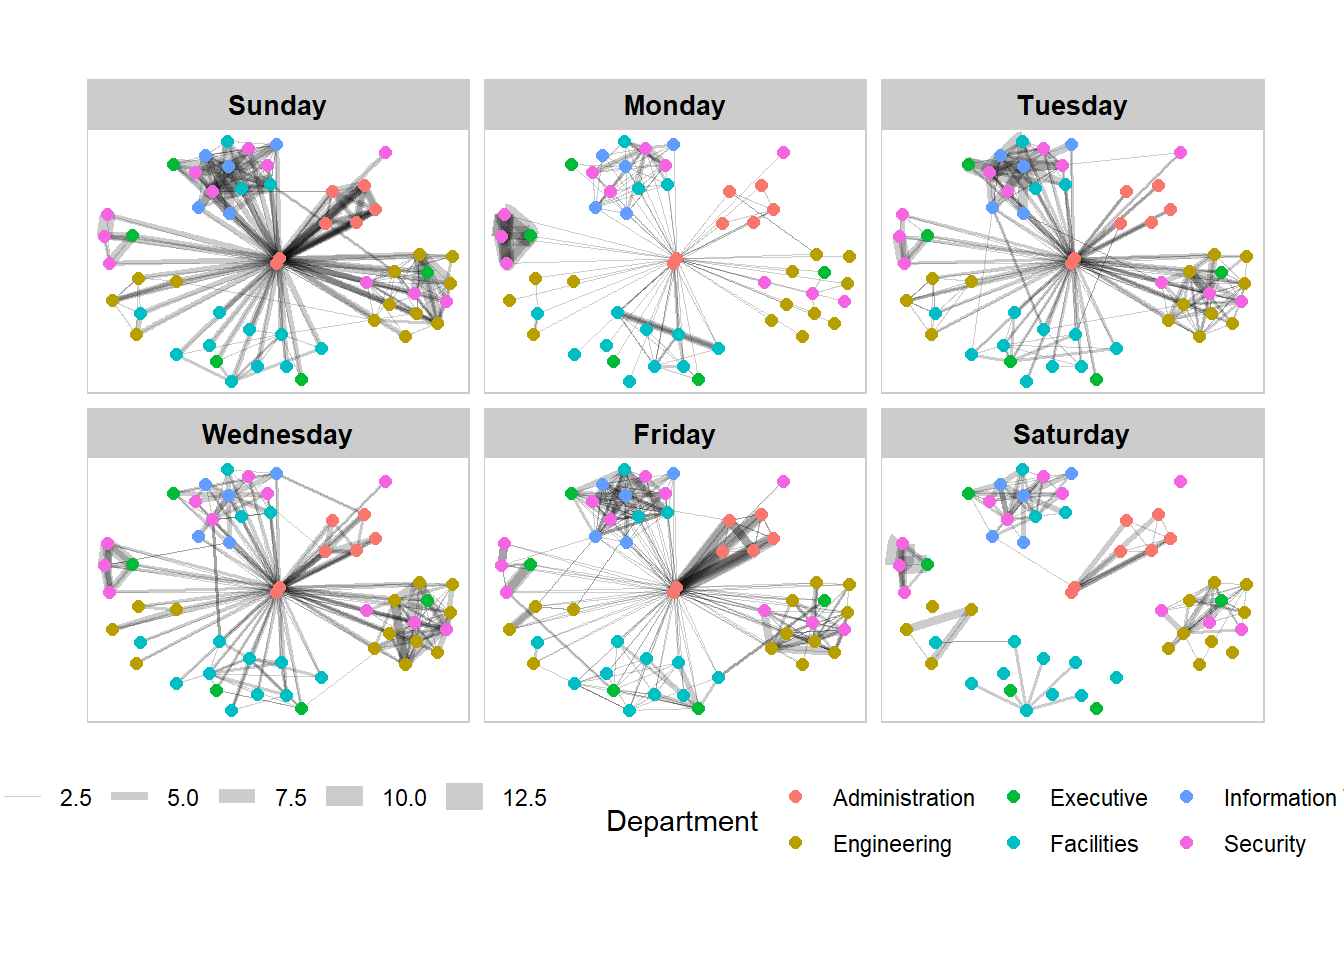 Sunday
Monday
Tuesday
Wednesday
Friday
Saturday
2.5
5.0
7.5
10.0
12.5
Department
Administration
Executive
Information
Engineering
Facilities
Security